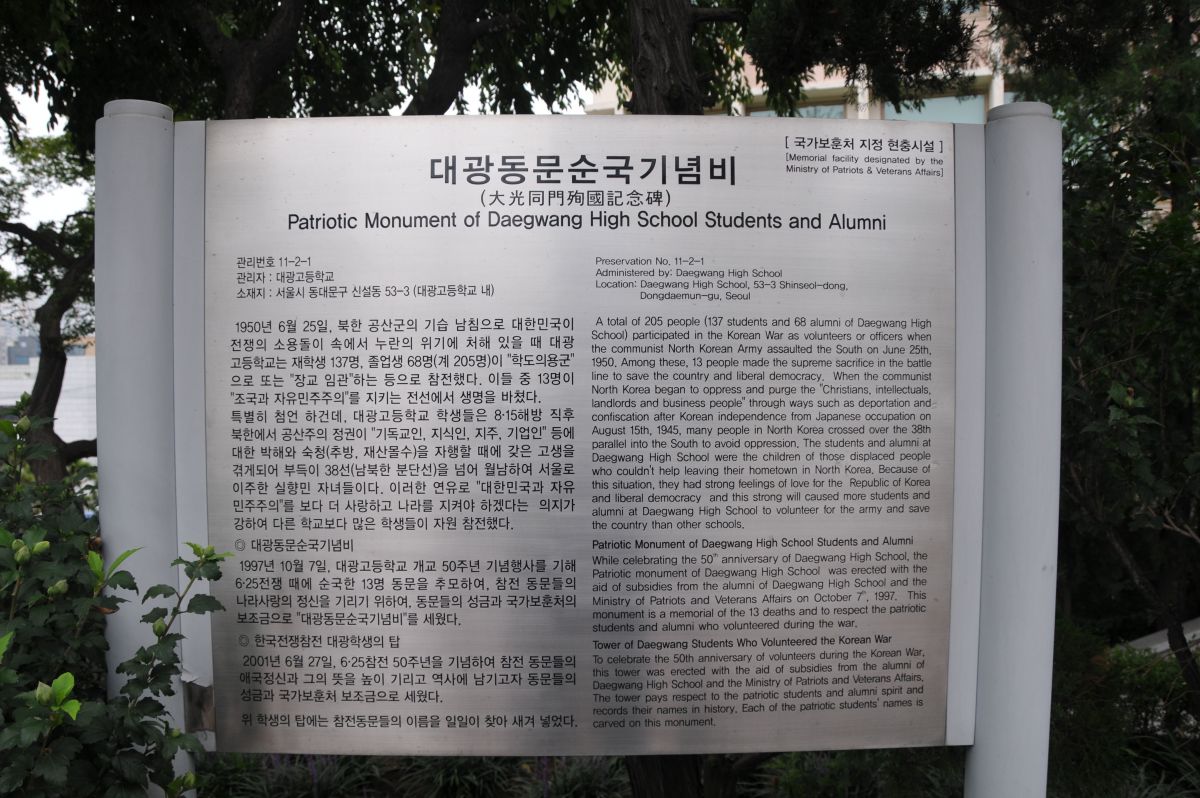 [ 국가보훈처 지정 현충시설 ]
[Memorial facility designated by the
Ministry of Patriots & Veterans Affairs]
대광동문순국기념비
(大光同門殉國記念碑)
Patriotic Monument of Daegwang High School Students and Alumni
관리번호 11-2-1
관리자 : 대광고등학교
소재지 : 서울시 동대문구 신설동 53-3 (대광고등학교 내)
1950년 6월 25일, 북한 공산군의 기습 남침으로 대한민국이
전쟁의 소용돌이 속에서 누란의 위기에 처해 있을 때 대광
고등학교는 재학생 137명, 졸업생 68명(계 205명)이 "학도의용군"
으로 또는 "장교 임관"하는 등으로 참전했다. 이들 중 13명이
"조국과 자유민주주의"를 지키는 전선에서 생명을 바쳤다.
특별히 첨언 하건데, 대광고등학교 학생들은 8·15해방 직후
북한에서 공산주의 정권이 "기독교인, 지식인, 지주, 기업인" 등에
대한 박해와 숙청(추방, 재산몰수)을 자행할 때에 갖은 고생을
겪게되어 부득이 38선(남북한 분단선)을 넘어 월남하여 서울로
이주한 실향민 자녀들이다. 이러한 연유로 "대한민국과 자유
민주주의"를 보다 더 사랑하고 나라를 지켜야 하겠다는 의지가
강하여 다른 학교보다 많은 학생들이 자원 참전했다.
◎ 대광동문순국기념비
1997년 10월 7일, 대광고등학교 개교 50주년 기념행사를 기해
6·25전쟁 때에 순국한 13명 동문을 추모하여, 참전 동문들의
나라사랑의 정신을 기리기 위하여, 동문들의 성금과 국가보훈처의
보조금으로 "대광동문순국기념비"를 세웠다.
◎ 한국전쟁참전 대광학생의 탑
2001년 6월 27일, 6·25참전 50주년을 기념하여 참전 동문들의
애국정신과 그의 뜻을 높이 기리고 역사에 남기고자 동문들의
성금과 국가보훈처 보조금으로 세웠다.
위 학생의 탑에는 참전동문들의 이름을 일일이 찾아 새겨 넣었다.
Preservation No. 11-2-1
Administered by: Daegwang High School
Location: Daegwang High School, 53-3 Shinseol-dong,
Dongdaemun-gu, Seoul
A total of 205 people (137 students and 68 alumni of Daegwang High
School) participated in the Korean War as volunteers or officers when
the communist North Korean Army assaulted the South on June 25th,
1950. Among these, 13 people made the supreme sacrifice in the battle
line to save the country and liberal democracy. When the communist
North Korea began to oppress and purge the "Christians, intellectuals,
landlords and business people" through ways such as deportation and
confiscation after Korean independence from Japanese occupation on
August 15th, 1945, many people in North Korea crossed over the 38th
parallel into the South to avoid oppression. The students and alumni at
Daegwang High School were the children of those displaced people
who couldn't help leaving their hometown in North Korea. Because of
this situation, they had strong feelings of love for the Republic of Korea
and liberal democracy and this strong will caused more students and
alumni at Daegwang High School to volunteer for the army and save
the country than other schools.
Patriotic Monument of Daegwang High School Students and Alumni
While celebrating the 50th anniversary of Daegwang High School, the
Patriotic monument of Daegwang High School was erected with the
aid of subsidies from the alumni of Daegwang High School and the
Ministry of Patriots and Veterans Affairs on October 7th, 1997. This
monument is a memorial of the 13 deaths and to respect the patriotic
students and alumni who volunteered during the war.
Tower of Daegwang Students Who Volunteered the Korean War
To celebrate the 50th anniversary of volunteers during the Korean War,
this tower was erected with the aid of subsidies from the alumni of
Daegwang High School and the Ministry of Patriots and Veterans Affairs.
The tower pays respect to the patriotic students and alumni spirit and
records their names in history. Each of the patriotic students' names is
carved on this monument.